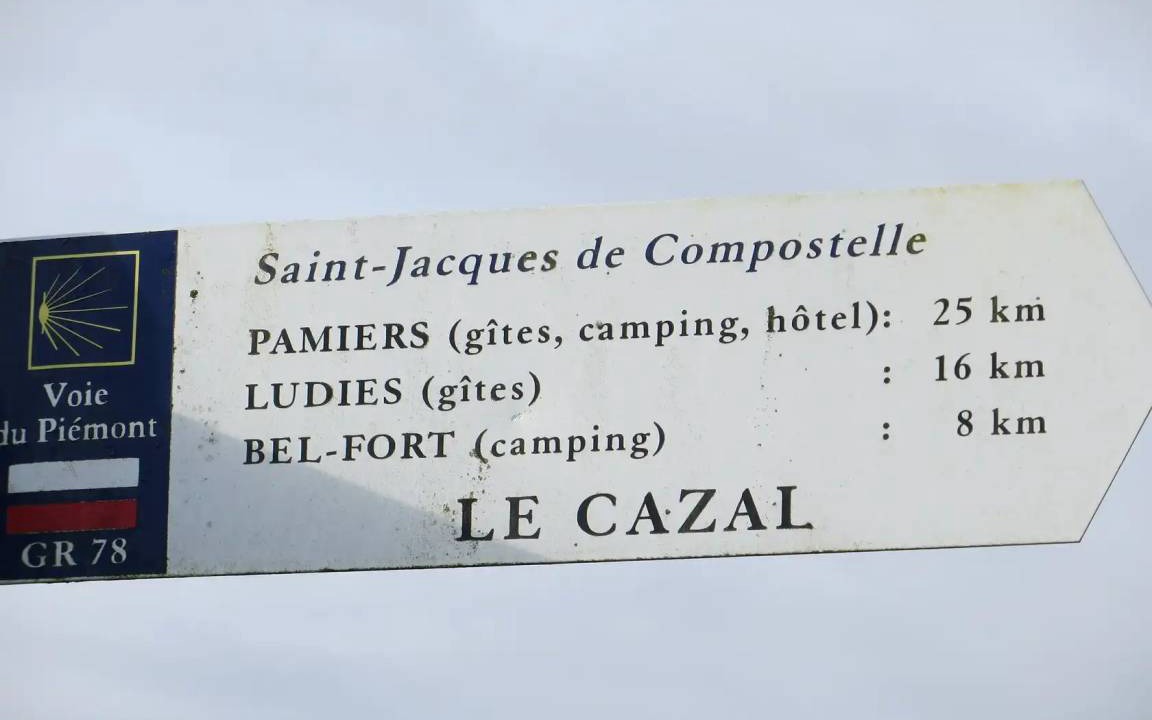 Saint-Jacques de Compostelle
PAMIERS (gîtes, camping, hôtel): 25 km
LUDIES (gîtes) : 16 km
BEL-FORT (camping) : 8 km
LE CAZAL
Voie
du Piémont
GR 78